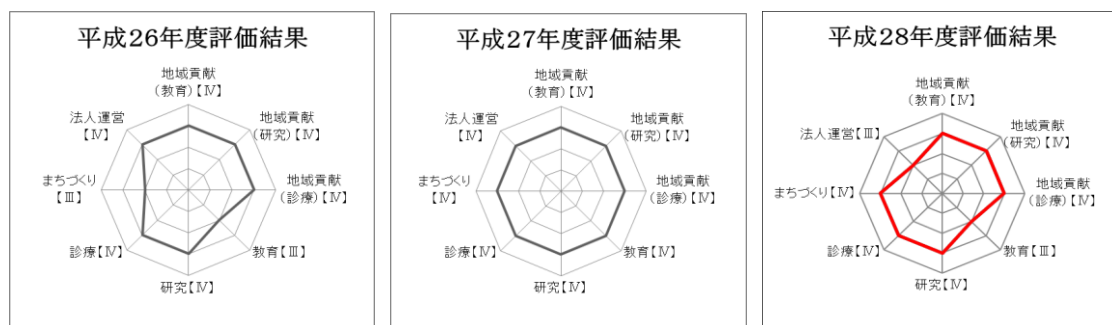 平成26年度評価結果
地域貢献
(教育)【Ⅳ】
法人運営
【Ⅳ】
地域貢献
(研究)【Ⅳ】
まちづくり
【Ⅲ】
地域貢献
(診療)【Ⅳ】
診療【Ⅳ】
教育【Ⅲ】
研究【Ⅳ】
平成27年度評価結果
地域貢献
(教育)【Ⅳ】
法人運営
【Ⅳ】
地域貢献
(研究)【Ⅳ】
まちづくり
【Ⅳ】
地域貢献
(診療)【Ⅳ】
診療【Ⅳ】
教育【Ⅳ】
研究【Ⅳ】
平成28年度評価結果
地域貢献
(教育)【Ⅳ】
法人運営【Ⅲ】
地域貢献
(研究)【Ⅳ】
まちづくり【Ⅳ】
地域貢献
(診療)【Ⅳ】
診療【Ⅳ】
教育【Ⅲ】
研究【Ⅳ】